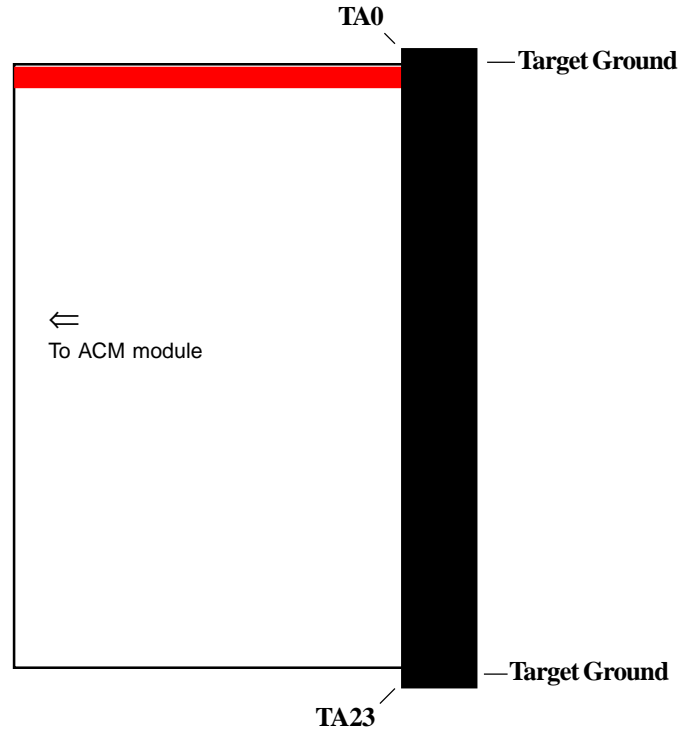 TA0
Target Ground
⇐
To ACM module
Target Ground
TA23